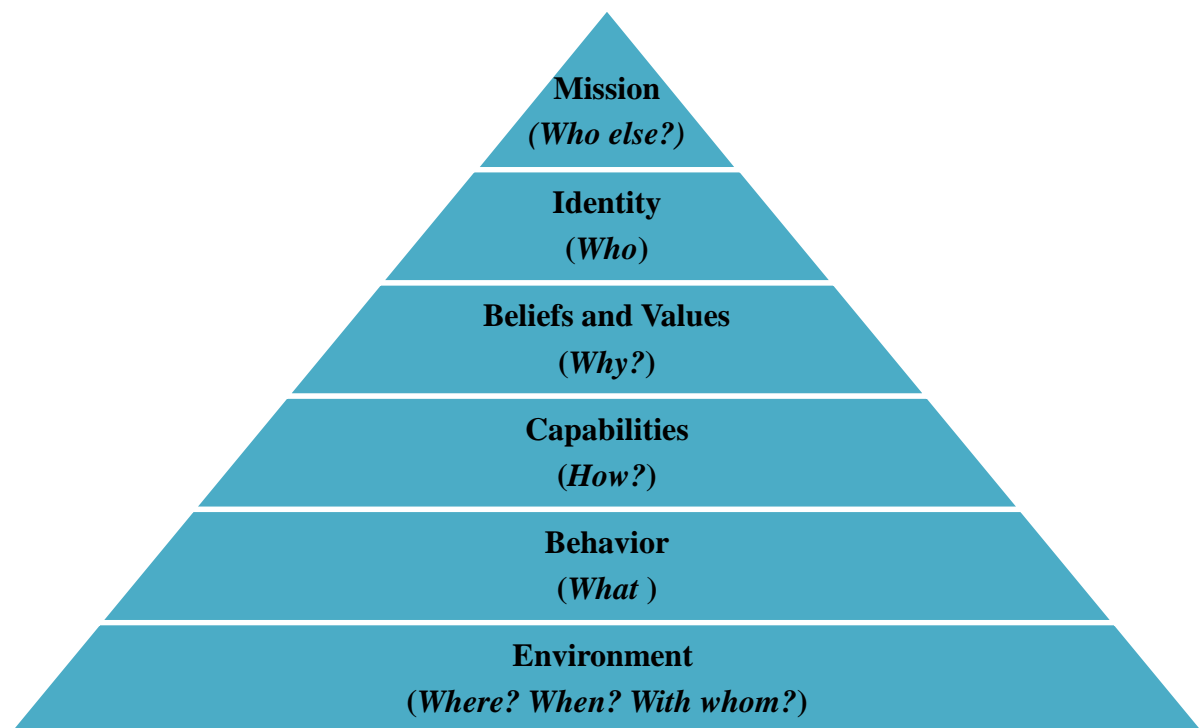 Mission
(Who else?)
Identity
(Who)
Beliefs and Values
(Why?)
Capabilities
(How?)
Behavior
(What )
Environment
(Where? When? With whom?)